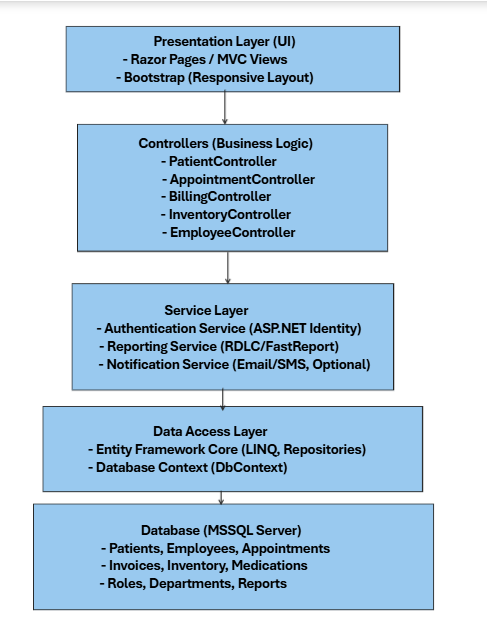 Presentation Layer (UI)
- Razor Pages / MVC Views
- Bootstrap (Responsive Layout)
Controllers (Business Logic)
- PatientController
- AppointmentController
- BillingController
- InventoryController
- EmployeeController
Service Layer
- Authentication Service (ASP.NET Identity)
- Reporting Service (RDLC/FastReport)
- Notification Service (Email/SMS, Optional)
Data Access Layer
- Entity Framework Core (LINQ, Repositories)
- Database Context (DbContext)
Database (MSSQL Server)
- Patients, Employees, Appointments
- Invoices, Inventory, Medications
- Roles, Departments, Reports